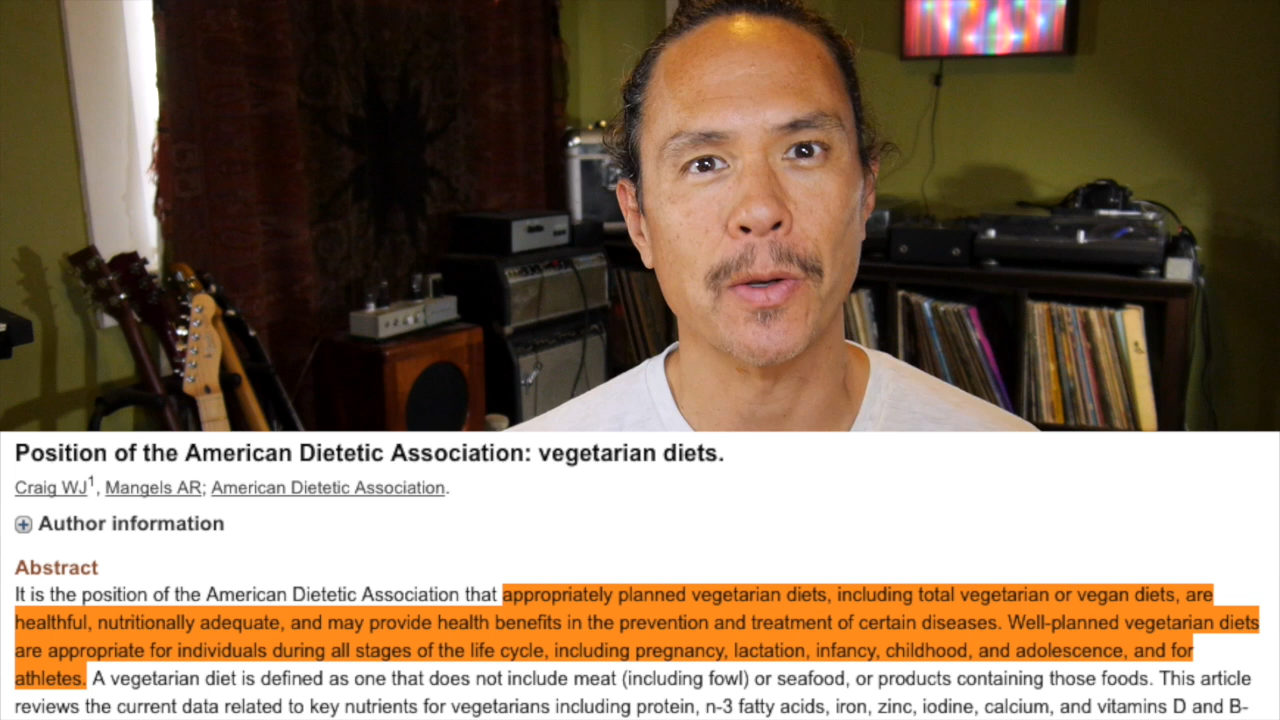 Position of the American Dietetic Association: vegetarian diets.
Craig WJ1, Mangels AR; American Dietetic Association.
Author information
Abstract
It is the position of the American Dietetic Association that appropriately planned vegetarian diets, including total vegetarian or vegan diets, are
healthful, nutritionally adequate, and may provide health benefits in the prevention and treatment of certain diseases. Well-planned vegetarian diets
are appropriate for individuals during all stages of the life cycle, including pregnancy, lactation, infancy, childhood, and adolescence, and for
athletes. A vegetarian diet is defined as one that does not include meat (including fowl) or seafood, or products containing those foods. This article
reviews the current data related to key nutrients for vegetarians including protein, n-3 fatty acids, iron, zinc, iodine, calcium, and vitamins D and B-